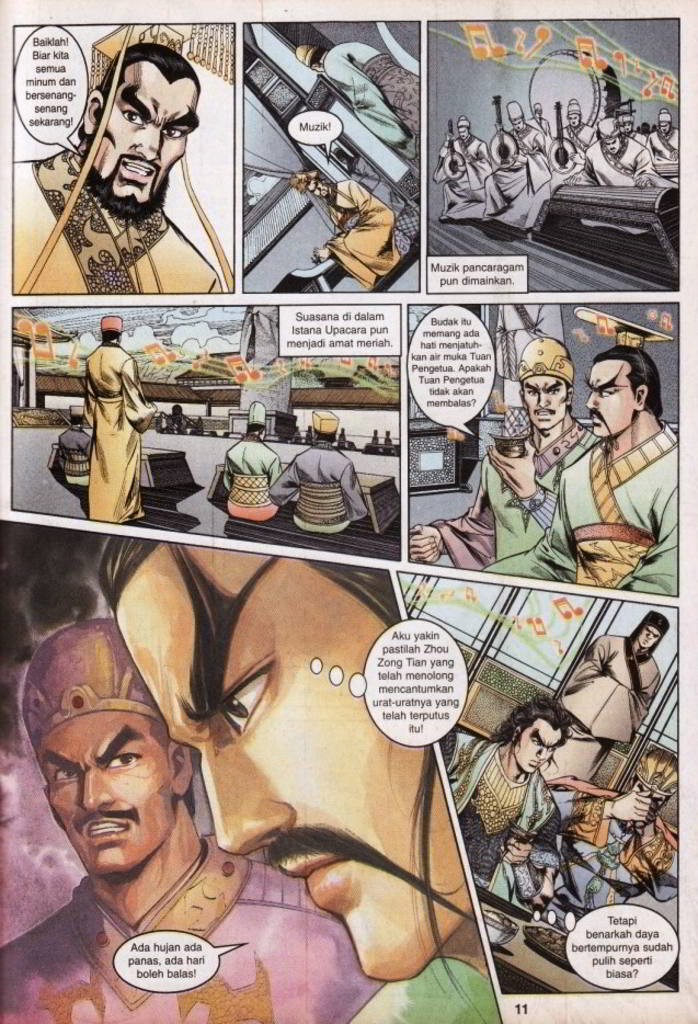 Baiklah!
Biar kita
semua
minum dan
bersenang-
senang
sekarang!
Muzik!
Muzik pancaragam
pun dimainkan.
Suasana di dalam
Istana Upacara pun
menjadi amat meriah.
Budak itu
memang ada
hati menjatuh-
kan air muka Tuan
Pengetua. Apakah
Tuan Pengetua
tidak akan
membalas?
Ada hujan ada
panas, ada hari
boleh balas!
Aku yakin
pastilah Zhou
Zong Tian yang
telah menolong
mencantumkan
urat-uratnya yang
telah terputus
itu!
Tetapi
benarkah daya
bertempurnya sudah
pulih seperti
biasa?
11